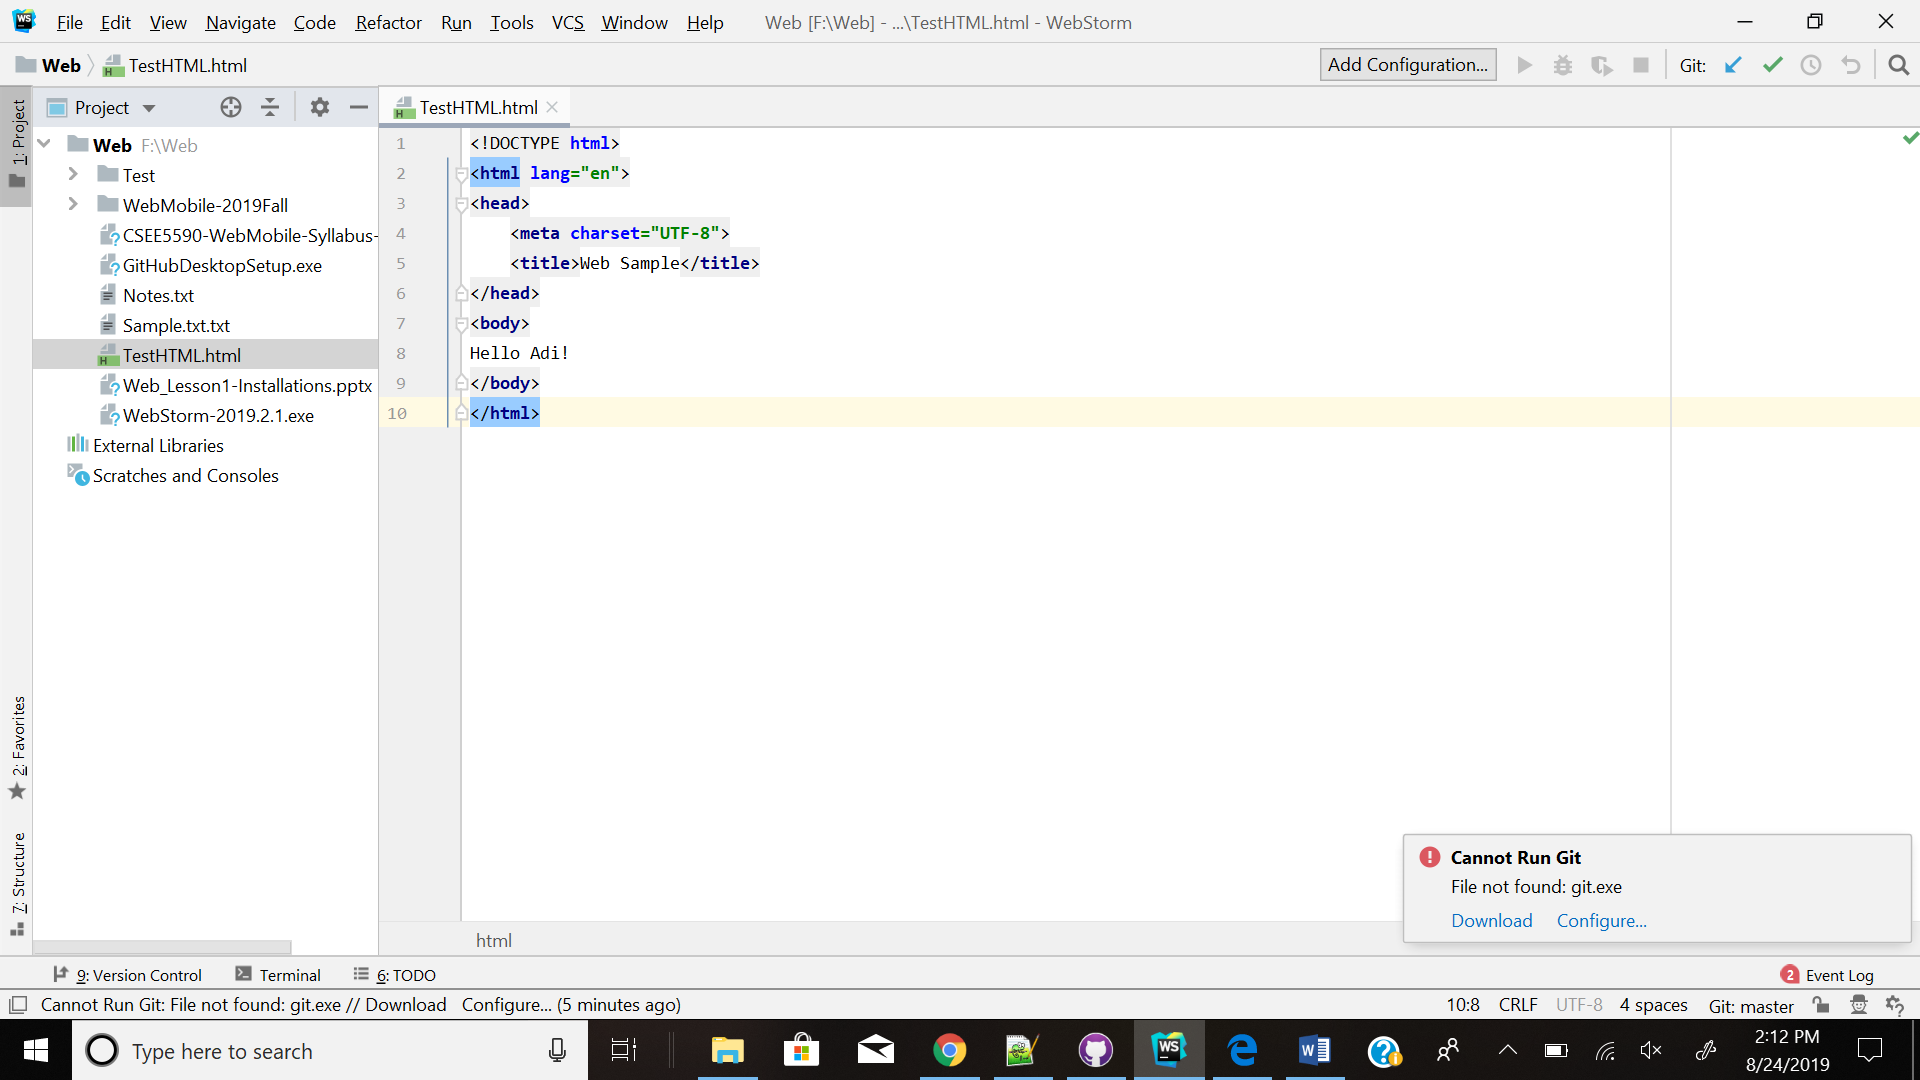 File Edit View Navigate Code Refactor Run Tools VCS Window Help Web [F:\Web] - ...\TestHTML.html - WebStorm
Web TestHTML.html Add Configuration... Git:
1: Project
Project
TestHTML.html
Web F:\Web
Test
WebMobile-2019Fall
CSEE5590-WebMobile-Syllabus-
GitHubDesktopSetup.exe
Notes.txt
Sample.txt.txt
TestHTML.html
Web_Lesson1-Installations.pptx
WebStorm-2019.2.1.exe
External Libraries
Scratches and Consoles
1 <!DOCTYPE html>
2 <html lang="en">
3 <head>
4 <meta charset="UTF-8">
5 <title>Web Sample</title>
6 </head>
7 <body>
8 Hello Adi!
9 </body>
10 </html>
2: Favorites
7: Structure
Cannot Run Git
File not found: git.exe
Download Configure...
html
9: Version Control Terminal 6: TODO 2 Event Log
Cannot Run Git: File not found: git.exe // Download Configure... (5 minutes ago) 10:8 CRLF UTF-8 4 spaces Git: master
Type here to search
2:12 PM
8/24/2019